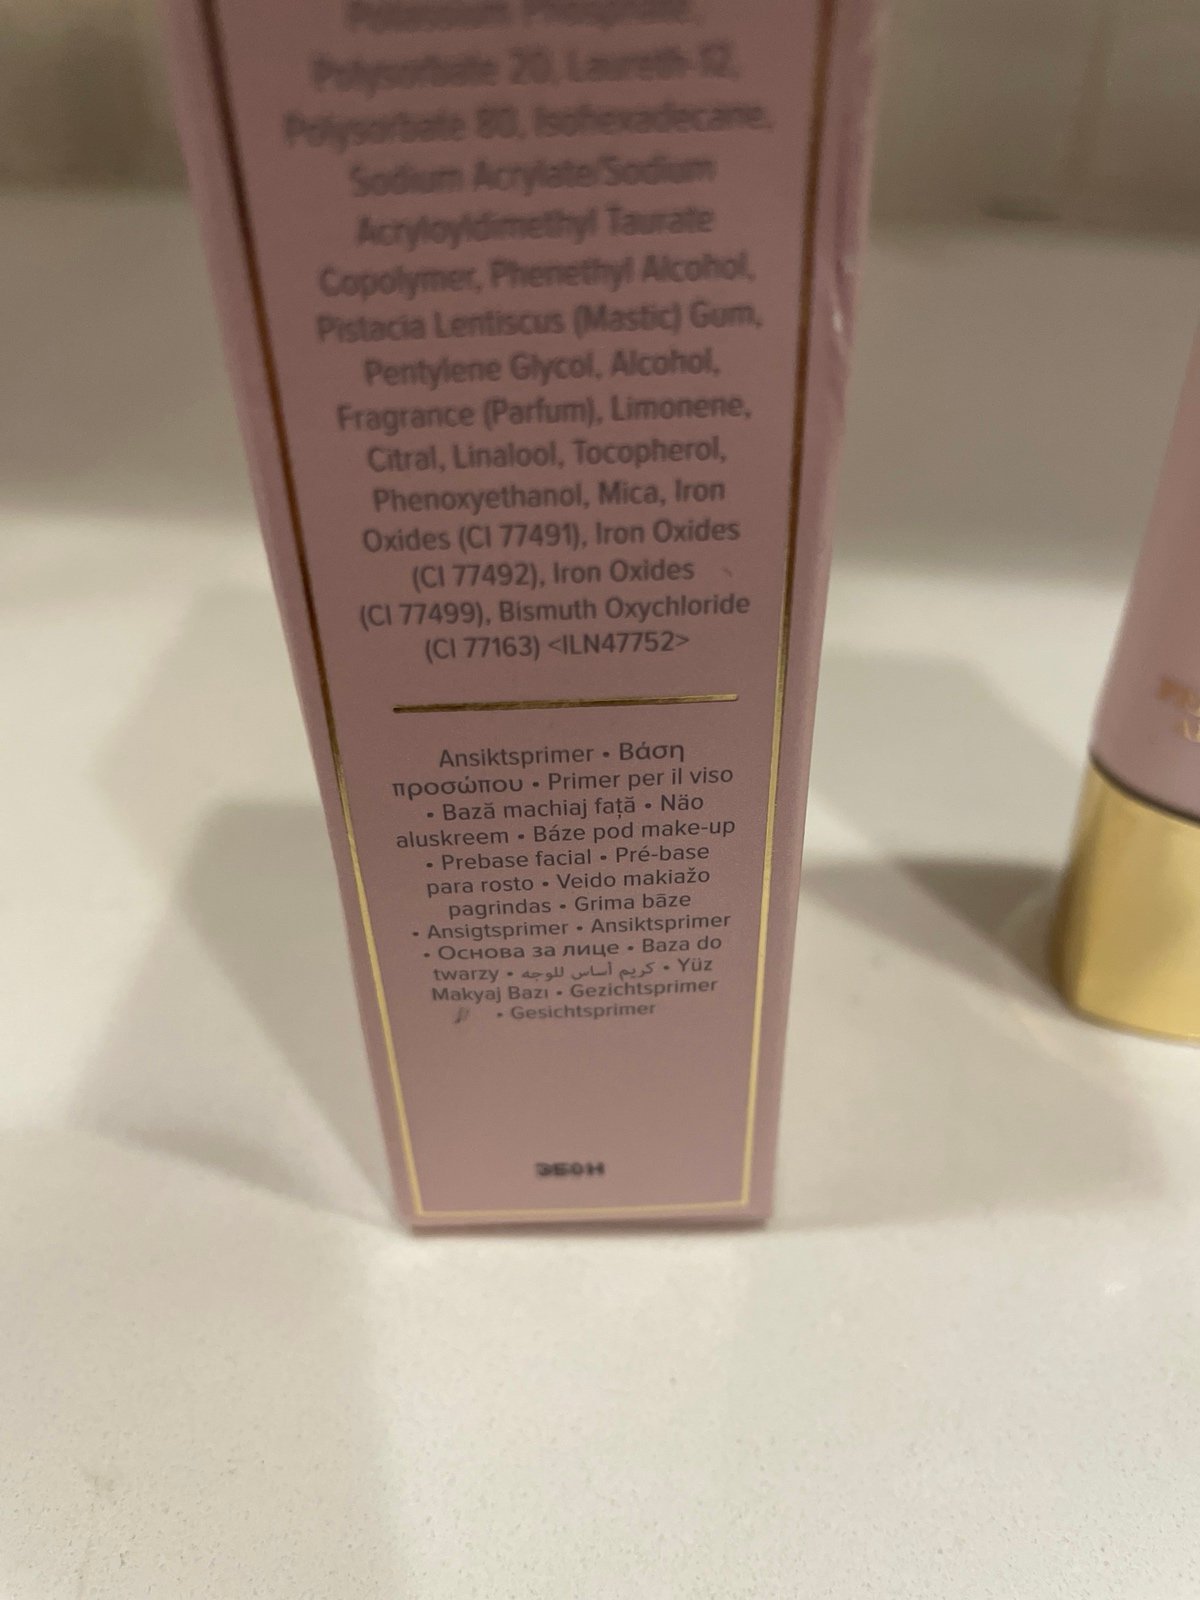 Potassium Phosphate,
Polysorbate 20, Laureth-12,
Polysorbate 80, Isohexadecane,
Sodium Acrylate/Sodium
Acryloyldimethyl Taurate
Copolymer, Phenethyl Alcohol,
Pistacia Lentiscus (Mastic) Gum,
Pentylene Glycol, Alcohol,
Fragrance (Parfum), Limonene,
Citral, Linalool, Tocopherol,
Phenoxyethanol, Mica, Iron
Oxides (CI 77491), Iron Oxides
(CI 77492), Iron Oxides
(CI 77499), Bismuth Oxychloride
(CI 77163) <ILN47752>
Ansiktsprimer • Βάση
προσώπου • Primer per il viso
• Bază machiaj față • Näo
aluskreem • Báze pod make-up
• Prebase facial • Pré-base
para rosto • Veido makiažo
pagrindas • Grima bāze
• Ansigtsprimer • Ansiktsprimer
• Основа за лице • Baza do
twarzy • كريم أساس للوجه • Yüz
Makyaj Bazı • Gezichtsprimer
• Gesichtsprimer